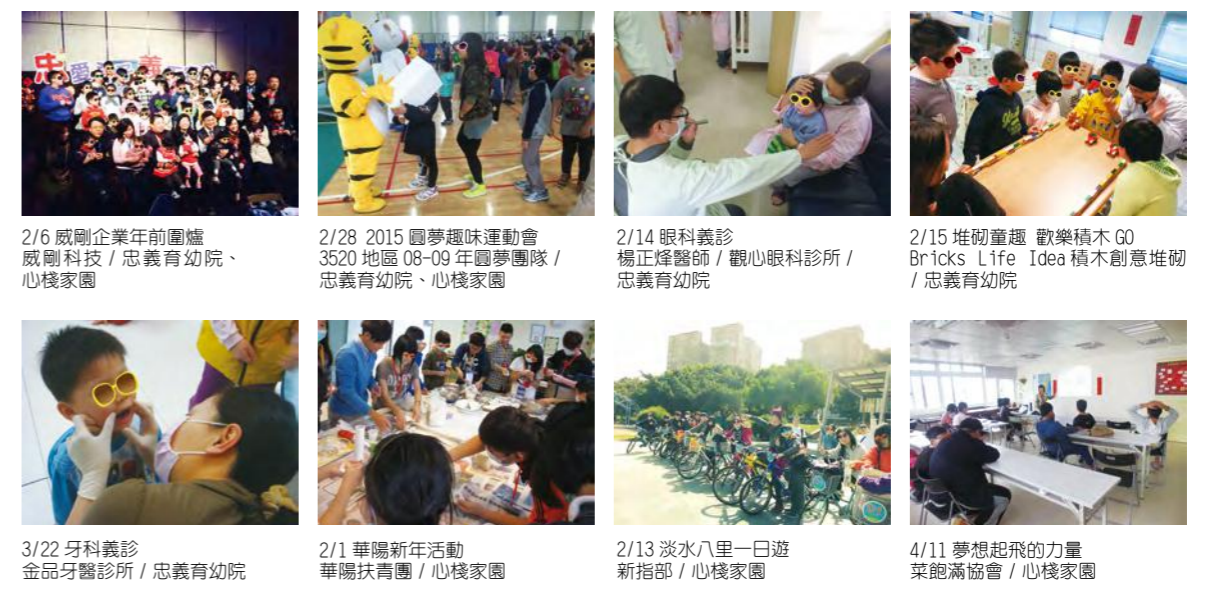 忠 愛 義
2/6 威剛企業年前圍爐
威剛科技 / 忠義育幼院、
心棧家園
2/28 2015 圓夢趣味運動會
3520 地區 08-09 年圓夢團隊 /
忠義育幼院、心棧家園
2/14 眼科義診
楊正烽醫師 / 觀心眼科診所 /
忠義育幼院
2/15 堆砌童趣 歡樂積木 GO
Bricks Life Idea 積木創意堆砌
/ 忠義育幼院
3/22 牙科義診
金品牙醫診所 / 忠義育幼院
2/1 華陽新年活動
華陽扶青團 / 心棧家園
2/13 淡水八里一日遊
新指部 / 心棧家園
4/11 夢想起飛的力量
菜飽滿協會 / 心棧家園